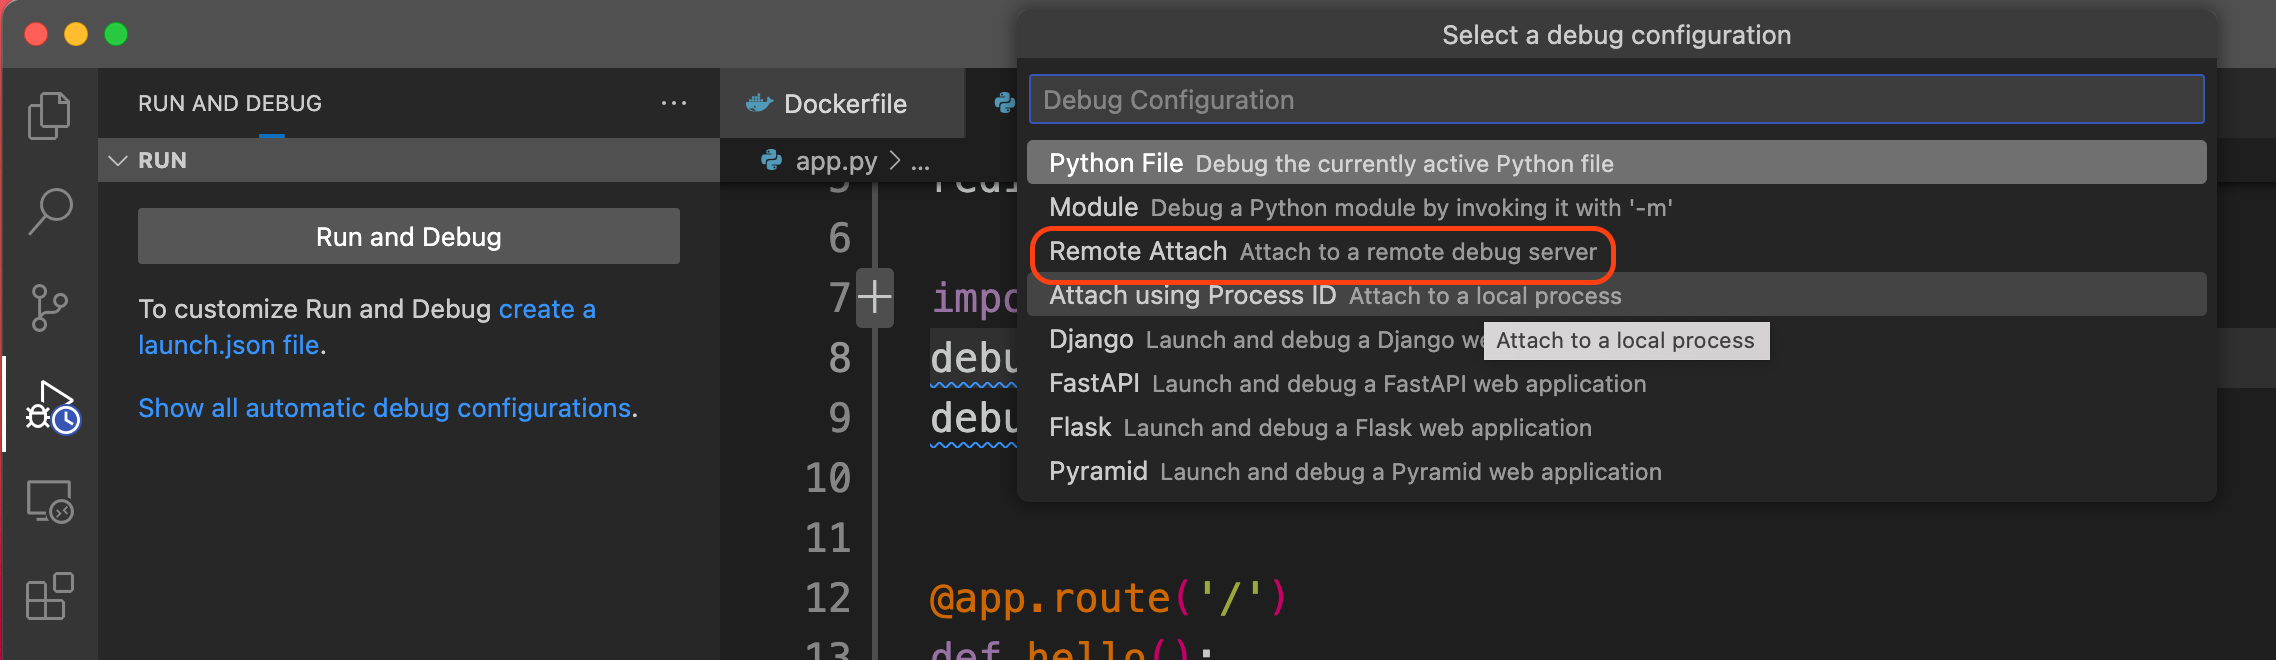 Select a debug configuration
Debug Configuration
RUN AND DEBUG
RUN
Run and Debug
To customize Run and Debug create a
launch.json file.
Show all automatic debug configurations.
Dockerfile
app.py > ...
Python File Debug the currently active Python file
Module Debug a Python module by invoking it with '-m'
Remote Attach Attach to a remote debug server
Attach using Process ID Attach to a local process
Django Launch and debug a Django
Attach to a local process
FastAPI Launch and debug a FastAPI web application
Flask Launch and debug a Flask web application
Pyramid Launch and debug a Pyramid web application
6
7 impo
8 debu
9 debu
10
11
12 @app.route('/')
13 def hello():